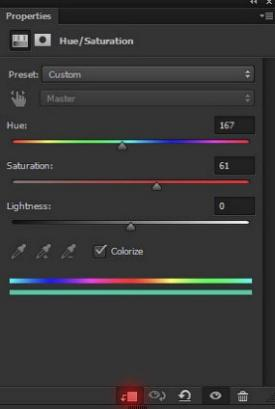 Properties
Hue/Saturation
Preset: Custom
Master
Hue: 167
Saturation: 61
Lightness: 0
Colorize